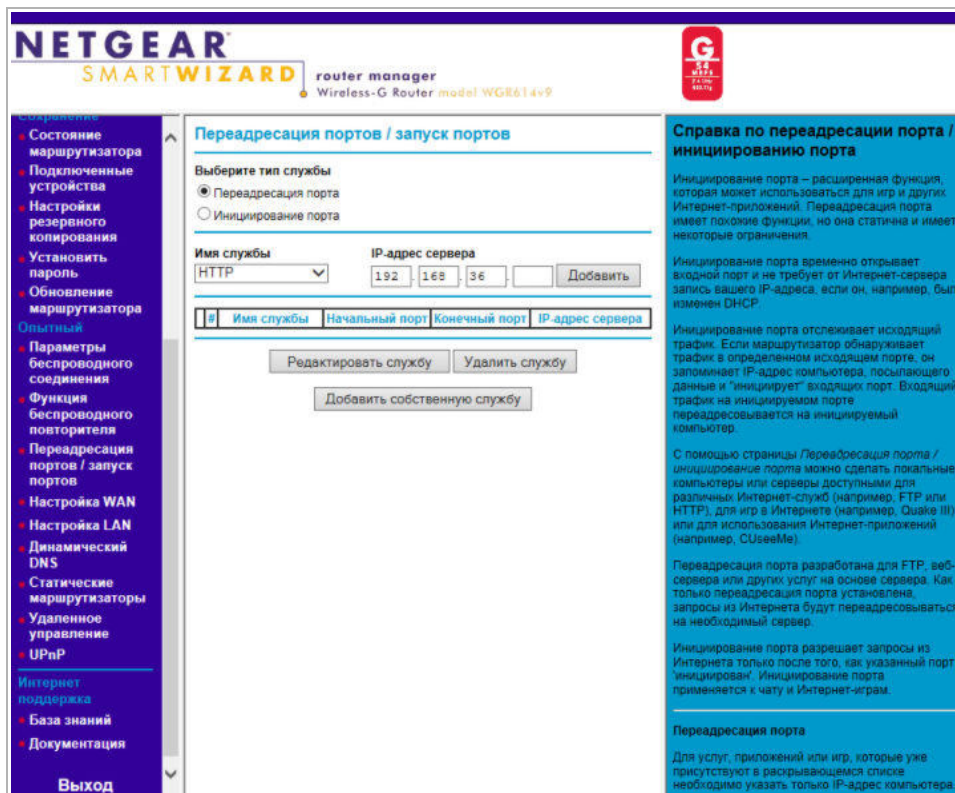 NETGEAR
SMARTWIZARD
router manager
Wireless-G Router model WGR614v9
G
54
MBPS
2.4 GHz
802.11g
Сохранение
Состояние
маршрутизатора
Подключенные
устройства
Настройки
резервного
копирования
Установить
пароль
Обновление
маршрутизатора
Опытный
Параметры
беспроводного
соединения
Функция
беспроводного
повторителя
Переадресация
портов / запуск
портов
Настройка WAN
Настройка LAN
Динамический
DNS
Статические
маршрутизаторы
Удаленное
управление
UPnP
Интернет
поддержка
База знаний
Документация
Выход
Переадресация портов / запуск портов
Выберите тип службы
Переадресация порта
Инициирование порта
Имя службы IP-адрес сервера
HTTP 192 . 168 . 36 . Добавить
# Имя службы Начальный порт Конечный порт IP-адрес сервера
Редактировать службу Удалить службу
Добавить собственную службу
Справка по переадресации порта /
инициированию порта
Инициирование порта – расширенная функция,
которая может использоваться для игр и других
Интернет-приложений. Переадресация порта
имеет похожие функции, но она статична и имеет
некоторые ограничения.
Инициирование порта временно открывает
входной порт и не требует от Интернет-сервера
запись вашего IP-адреса, если он, например, был
изменен DHCP.
Инициирование порта отслеживает исходящий
трафик. Если маршрутизатор обнаруживает
трафик в определенном исходящем порте, он
запоминает IP-адрес компьютера, посылающего
данные и "инициирует" входящих порт. Входящий
трафик на инициируемом порте
переадресовывается на инициируемый
компьютер.
С помощью страницы Переадресация порта /
инициирование порта можно сделать локальные
компьютеры или серверы доступными для
различных Интернет-служб (например, FTP или
HTTP), для игр в Интернете (например, Quake III)
или для использования Интернет-приложений
(например, CUseeMe).
Переадресация порта разработана для FTP, веб-
сервера или других услуг на основе сервера. Как
только переадресация порта установлена,
запросы из Интернета будут переадресовываться
на необходимый сервер.
Инициирование порта разрешает запросы из
Интернета только после того, как указанный порт
'инициирован'. Инициирование порта
применяется к чату и Интернет-играм.
Переадресация порта
Для услуг, приложений или игр, которые уже
присутствуют в раскрывающемся списке
необходимо указать только IP-адрес компьютера